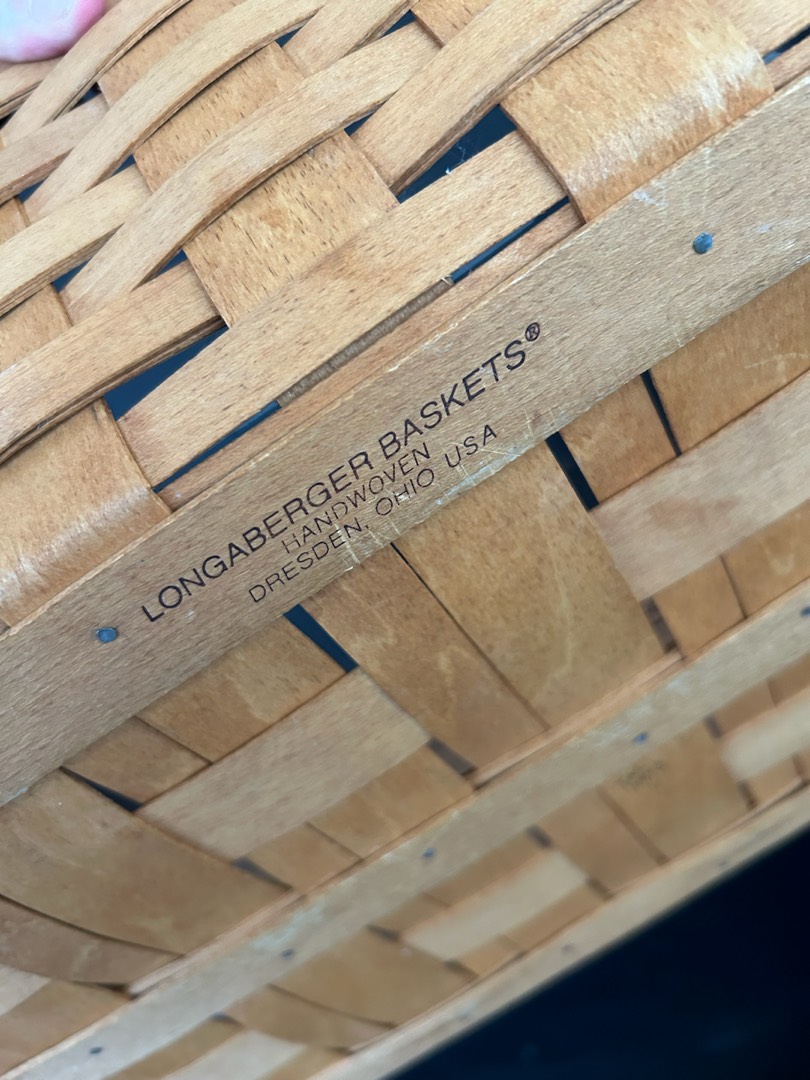 LONGABERGER BASKETS®
HANDWOVEN
DRESDEN, OHIO USA